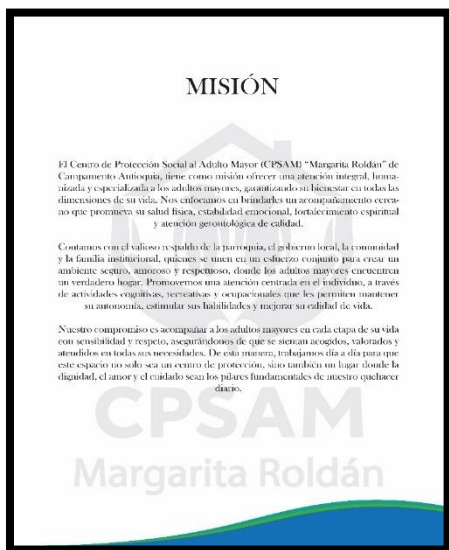 MISIÓN
El Centro de Protección Social al Adulto Mayor (CPSAM) “Margarita Roldán” de
Campamento Antioquia, tiene como misión ofrecer una atención integral, huma-
nizada y especializada a los adultos mayores, garantizando su bienestar en todas las
dimensiones de su vida. Nos enfocamos en brindarles un acompañamiento cerca-
no que promueva su salud física, estabilidad emocional, fortalecimiento espiritual
y atención gerontológica de calidad.
Contamos con el valioso respaldo de la parroquia, el gobierno local, la comunidad
y la familia institucional, quienes se unen en un esfuerzo conjunto para crear un
ambiente seguro, amoroso y respetuoso, donde los adultos mayores encuentren
un verdadero hogar. Promovemos una atención centrada en el individuo, a través
de actividades cognitivas, recreativas y ocupacionales que les permiten mantener
su autonomía, estimular sus habilidades y mejorar su calidad de vida.
Nuestro compromiso es acompañar a los adultos mayores en cada etapa de su vida
con sensibilidad y respeto, asegurándonos de que se sientan acogidos, valorados y
atendidos en todas sus necesidades. De esta manera, trabajamos día a día para que
este espacio no solo sea un centro de protección, sino también un lugar donde la
dignidad, el amor y el cuidado sean los pilares fundamentales de nuestro quehacer
diario.
CPSAM
Margarita Roldán